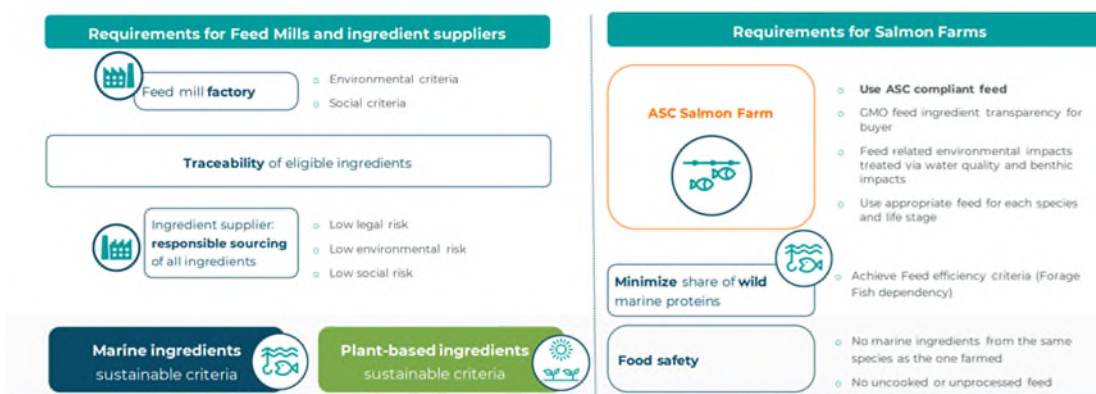 Requirements for Feed Mills and ingredient suppliers
Feed mill factory
Environmental criteria
Social criteria
Traceability of eligible ingredients
Ingredient supplier:
responsible sourcing
of all ingredients
Low legal risk
Low environmental risk
Low social risk
Marine ingredients
sustainable criteria
Plant-based ingredients
sustainable criteria
Requirements for Salmon Farms
ASC Salmon Farm
Use ASC compliant feed
GMO feed ingredient transparency for
buyer
Feed related environmental impacts
treated via water quality and benthic
impacts
Use appropriate feed for each species
and life stage
Minimize share of wild
marine proteins
Achieve Feed efficiency criteria (Forage
Fish dependency)
Food safety
No marine ingredients from the same
species as the one farmed
No uncooked or unprocessed feed